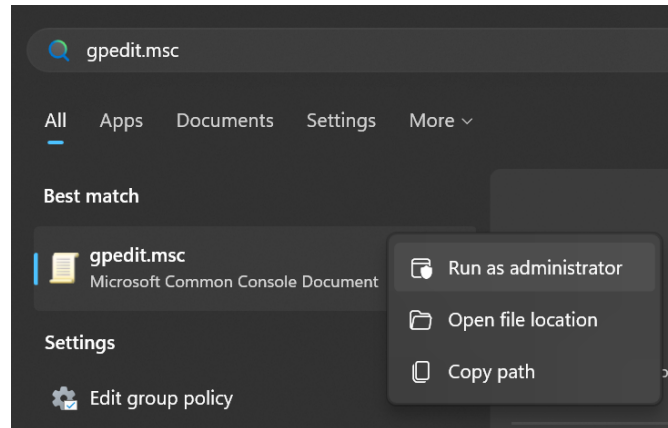 gpedit.msc
All Apps Documents Settings More
Best match
gpedit.msc
Microsoft Common Console Document
Run as administrator
Open file location
Copy path
Settings
Edit group policy